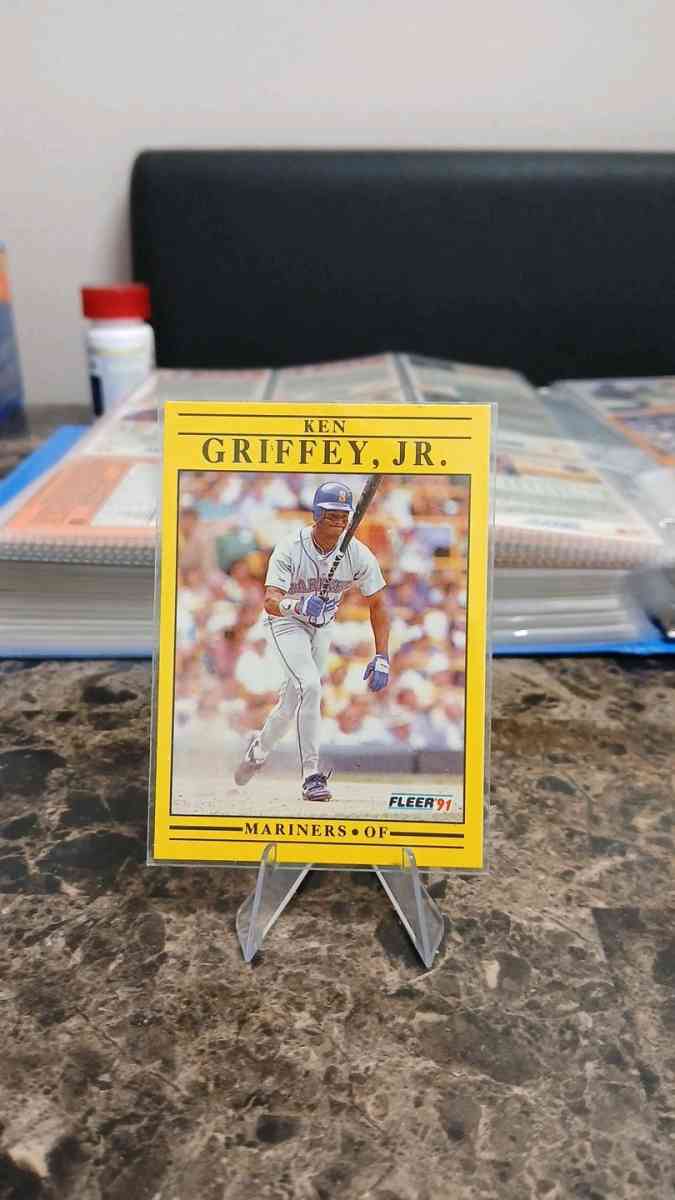 KEN
GRIFFEY, JR.
FLEER '91
MARINERS • OF